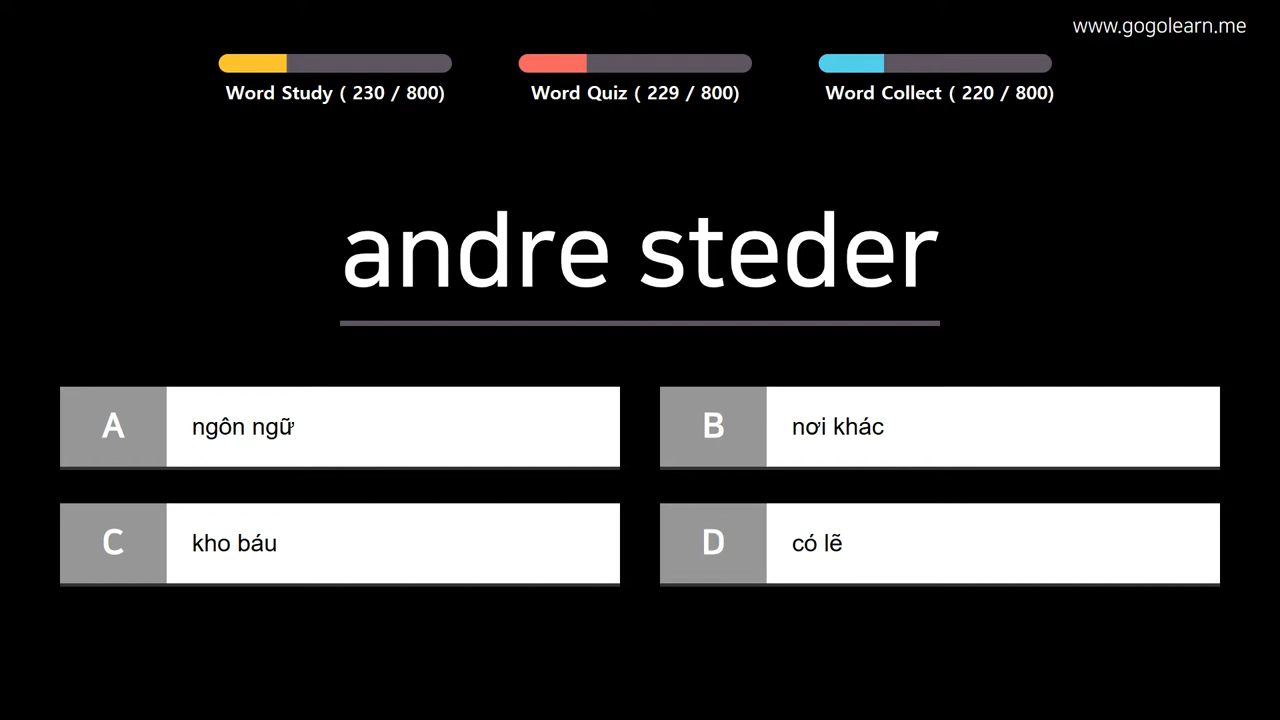 www.gogolearn.me
Word Study ( 230 / 800)
Word Quiz ( 229 / 800)
Word Collect ( 220 / 800)
andre steder
A ngôn ngữ
B nơi khác
C kho báu
D có lẽ